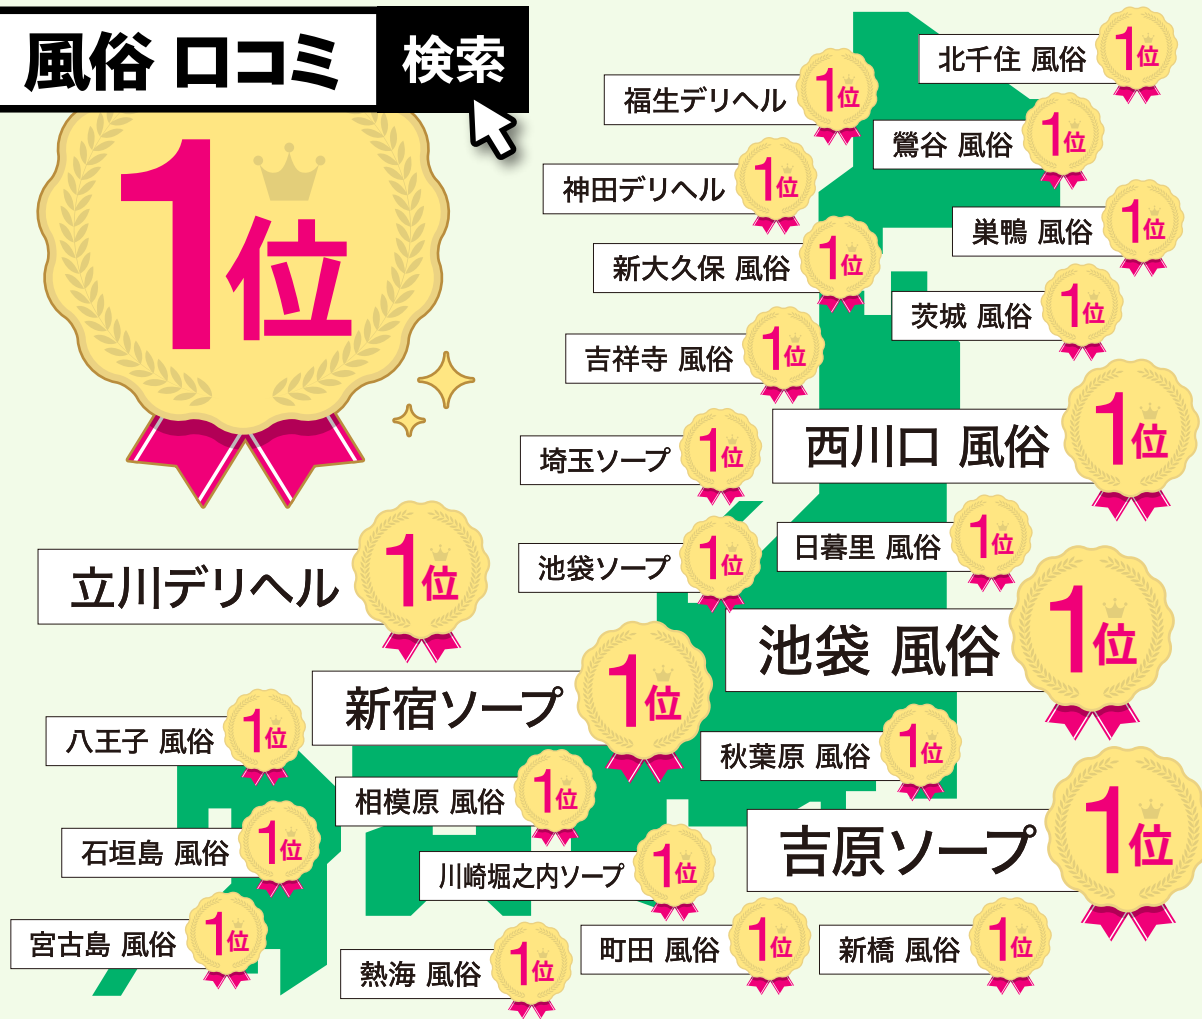 風俗 口コミ 検索
1位
北千住 風俗 1位
福生デリヘル 1位
鶯谷 風俗 1位
神田デリヘル 1位
巣鴨 風俗 1位
新大久保 風俗 1位
茨城 風俗 1位
吉祥寺 風俗 1位
西川口 風俗 1位
埼玉ソープ 1位
日暮里 風俗 1位
池袋ソープ 1位
立川デリヘル 1位
池袋 風俗 1位
新宿ソープ 1位
八王子 風俗 1位
秋葉原 風俗 1位
相模原 風俗 1位
石垣島 風俗 1位
吉原ソープ 1位
川崎堀之内ソープ 1位
宮古島 風俗 1位
町田 風俗 1位
新橋 風俗 1位
熱海 風俗 1位